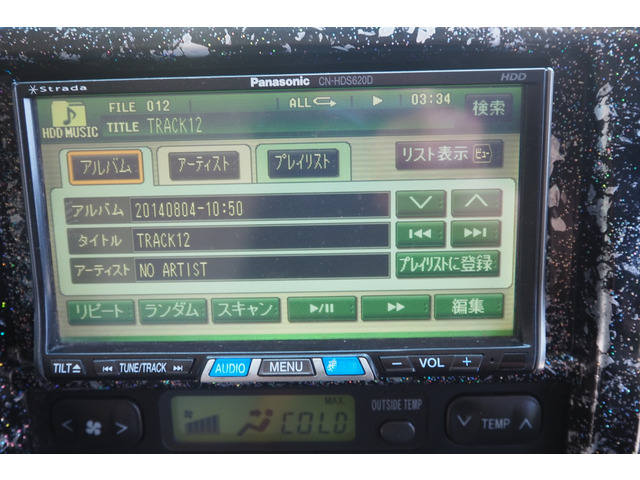 Strada Panasonic CN-HDS620D HDD
FILE 012 ALL 03:34 検索
HDD MUSIC TITLE TRACK12
アルバム アーティスト プレイリスト リスト表示 ビュー
アルバム 20140804-10:50
タイトル TRACK12
アーティスト NO ARTIST プレイリストに登録
リピート ランダム スキャン 編集
TILT TUNE/TRACK AUDIO MENU − VOL +
MAX. OUTSIDE TEMP
COLD TEMP